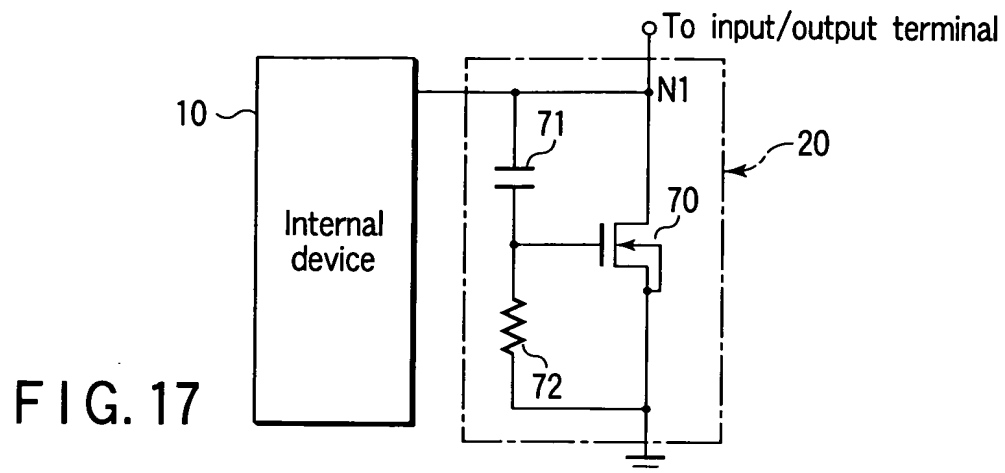 To input/output terminal
N1
10
71
20
Internal
device
70
72
FIG. 17